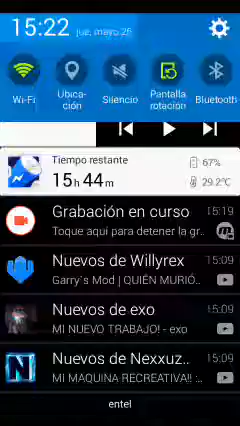 15:22 jue, mayo 26
Wi-Fi
Ubica-
ción
Silencio
Pantalla
rotación
Bluetooth
Tiempo restante
15 h 44 m
67%
29.2°C
Grabación en curso 15:19
Toque aquí para detener la gr..
Nuevos de Willyrex 15:09
Garry´s Mod | QUIÉN MURIÓ..
Nuevos de exo 15:09
MI NUEVO TRABAJO! - exo
Nuevos de Nexxuz.. 15:09
MI MAQUINA RECREATIVA!! :..
entel